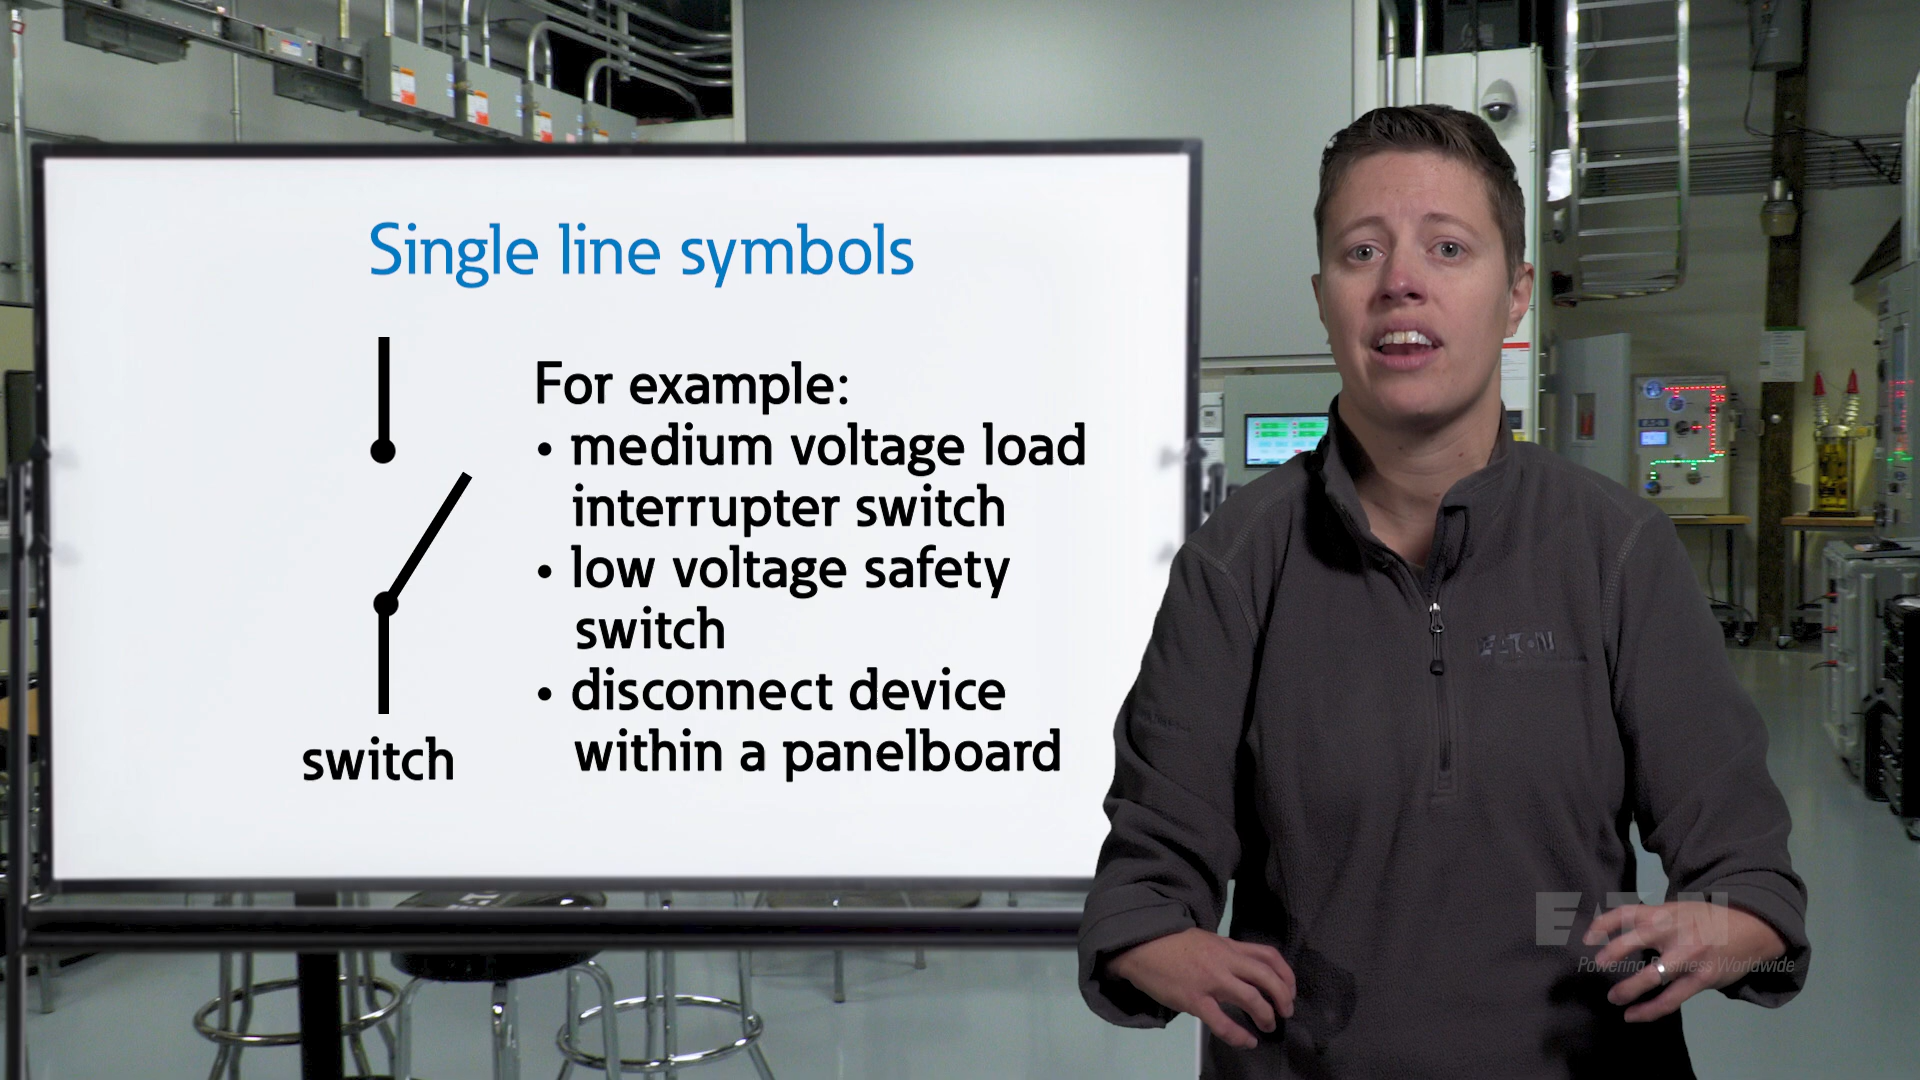 Single line symbols
For example:
• medium voltage load
interrupter switch
• low voltage safety
switch
• disconnect device
within a panelboard
switch
EATON
EATON
Powering Business Worldwide